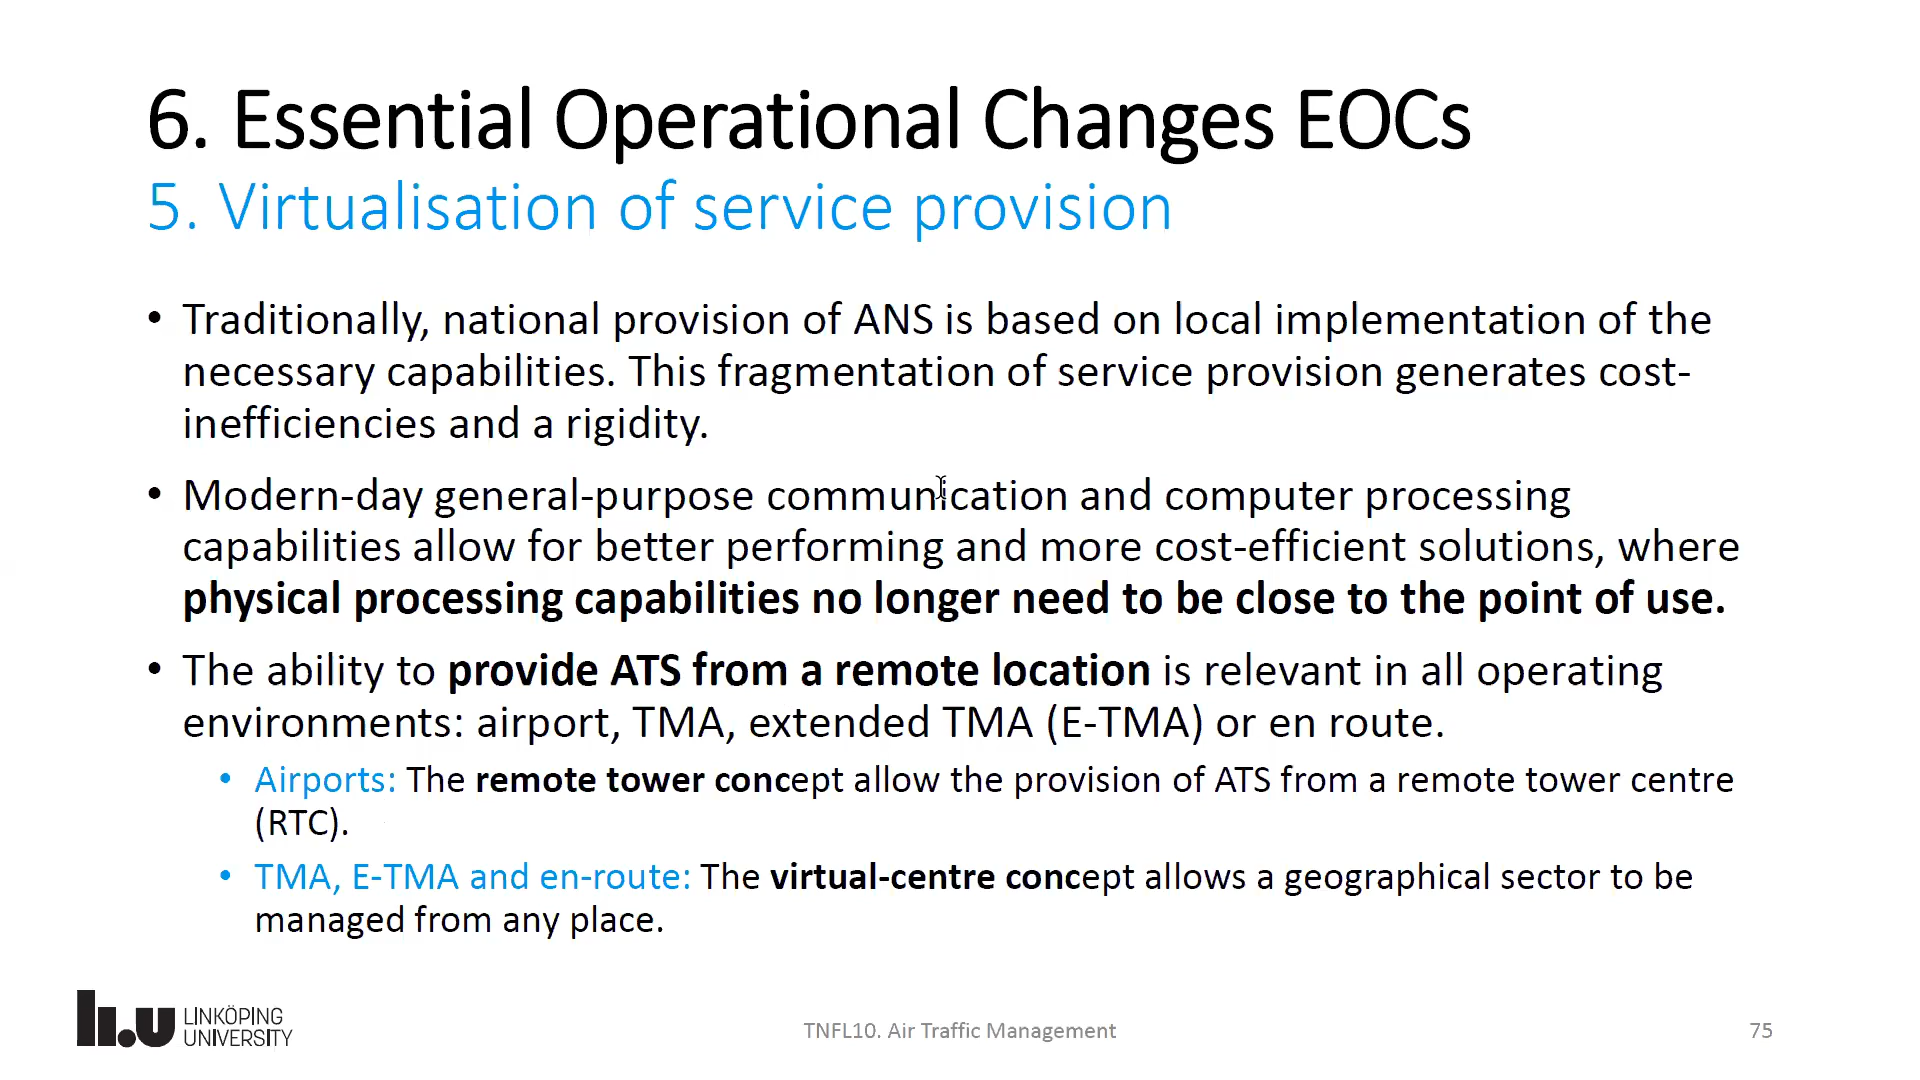 6. Essential Operational Changes EOCs
5. Virtualisation of service provision
• Traditionally, national provision of ANS is based on local implementation of the
necessary capabilities. This fragmentation of service provision generates cost-
inefficiencies and a rigidity.
• Modern-day general-purpose communication and computer processing
capabilities allow for better performing and more cost-efficient solutions, where
physical processing capabilities no longer need to be close to the point of use.
• The ability to provide ATS from a remote location is relevant in all operating
environments: airport, TMA, extended TMA (E-TMA) or en route.
• Airports: The remote tower concept allow the provision of ATS from a remote tower centre
(RTC).
• TMA, E-TMA and en-route: The virtual-centre concept allows a geographical sector to be
managed from any place.
li.u LINKÖPING
UNIVERSITY
TNFL10. Air Traffic Management
75